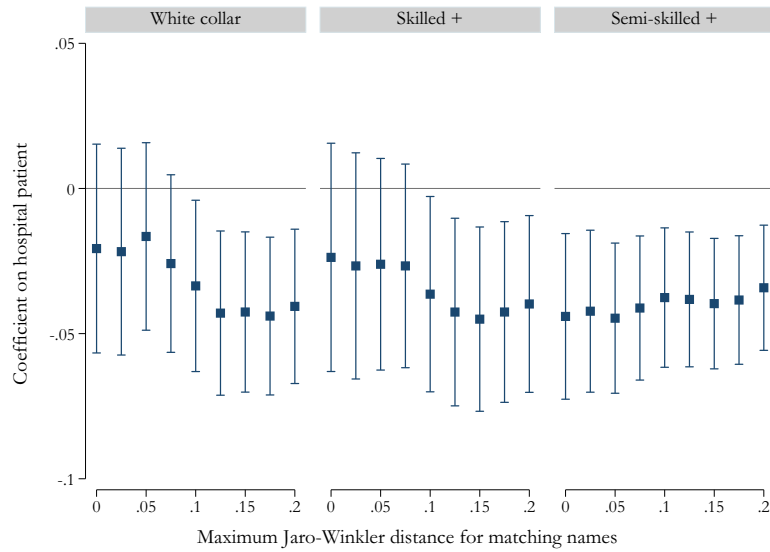 White collar
Skilled +
Semi-skilled +
.05
0
-.05
-.1
Coefficient on hospital patient
0 .05 .1 .15 .2
0 .05 .1 .15 .2
0 .05 .1 .15 .2
Maximum Jaro-Winkler distance for matching names